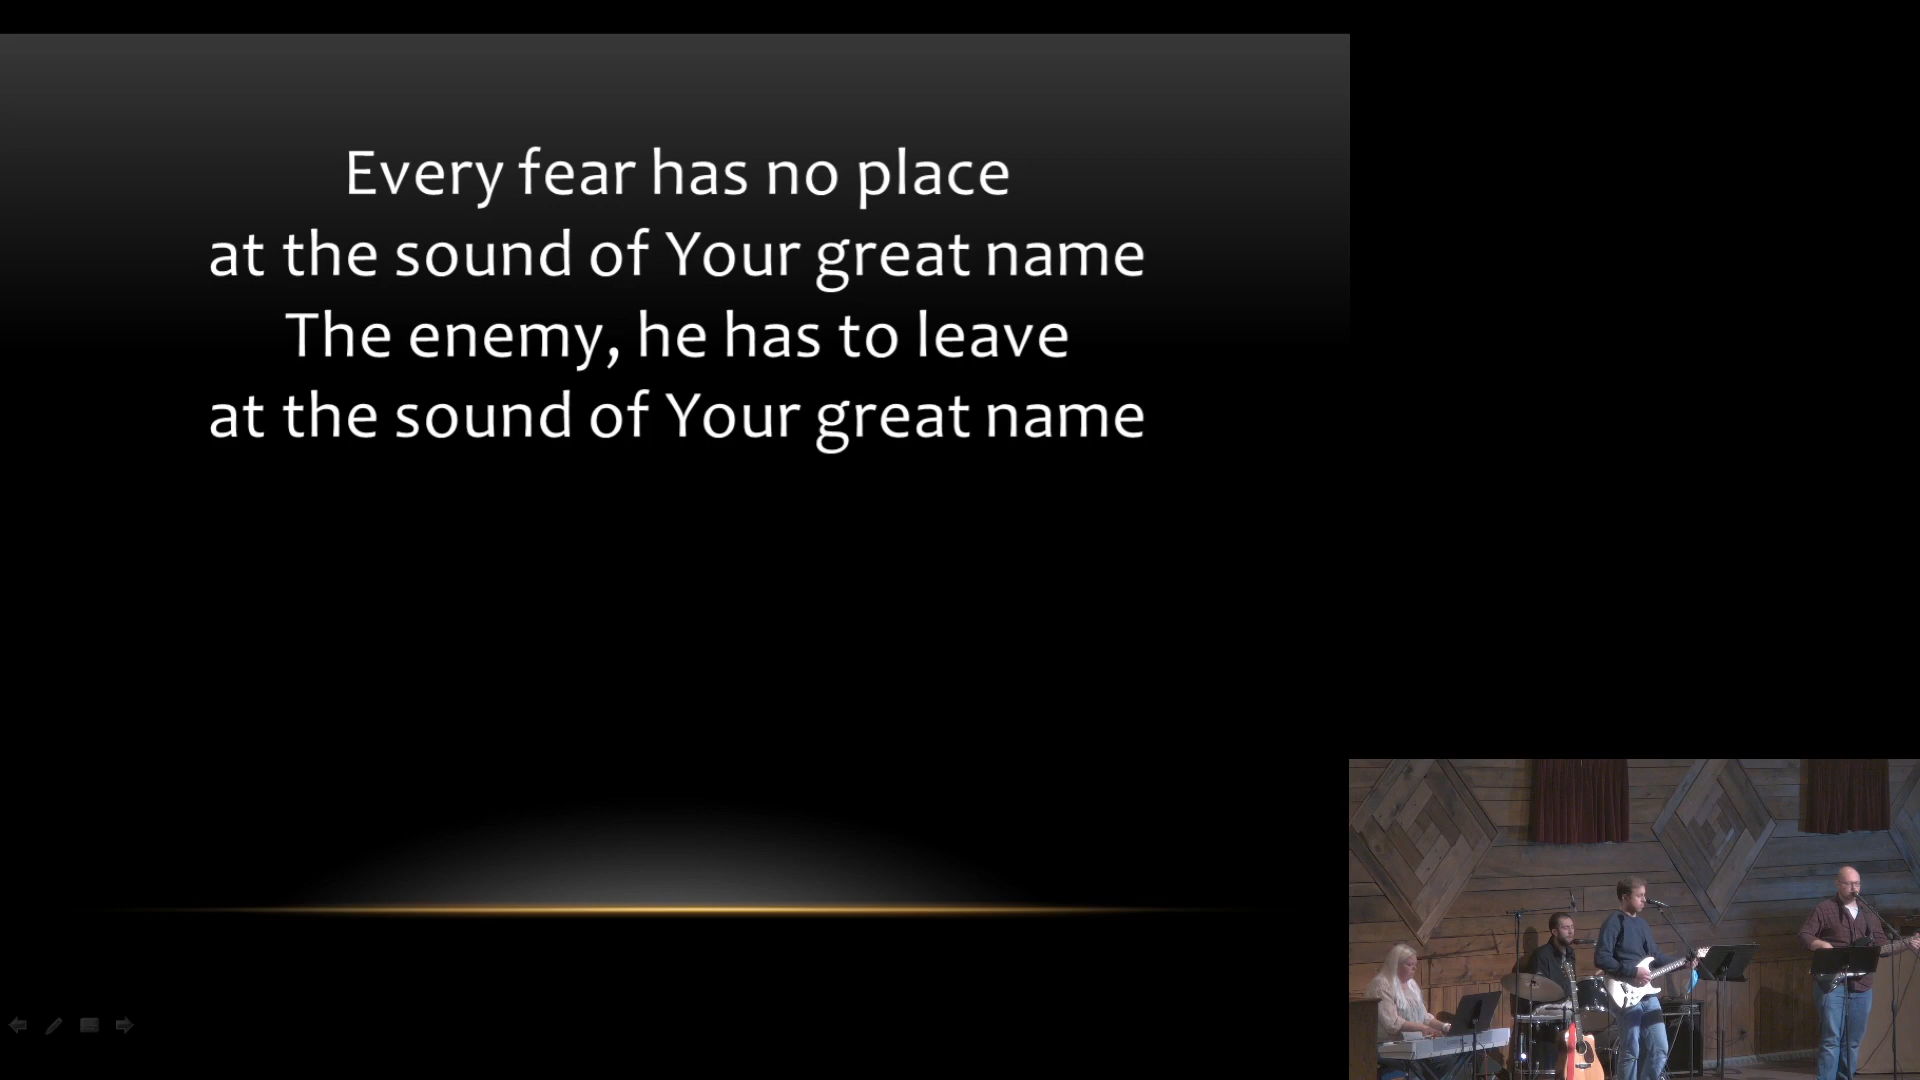 Every fear has no place
at the sound of Your great name
The enemy, he has to leave
at the sound of Your great name